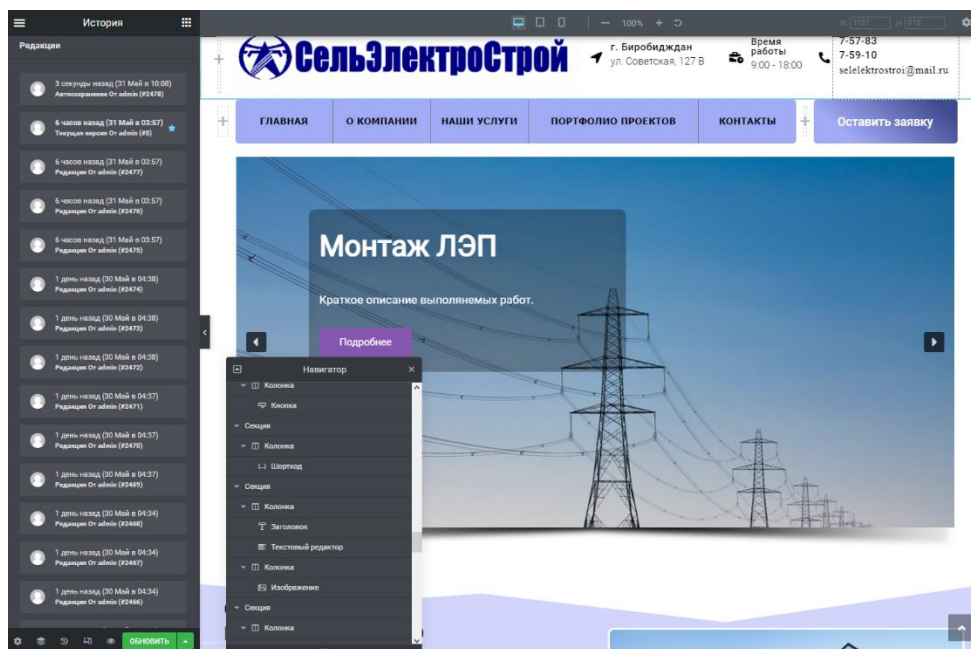 История
W 1187 H 918
100%
Редакции
3 секунды назад (31 Май в 10:08)
Автосохранение От admin (#2478)
6 часов назад (31 Май в 03:57)
Текущая версия От admin (#5)
6 часов назад (31 Май в 03:57)
Редакция От admin (#2477)
6 часов назад (31 Май в 03:57)
Редакция От admin (#2476)
6 часов назад (31 Май в 03:57)
Редакция От admin (#2475)
1 день назад (30 Май в 04:38)
Редакция От admin (#2474)
1 день назад (30 Май в 04:38)
Редакция От admin (#2473)
1 день назад (30 Май в 04:38)
Редакция От admin (#2472)
1 день назад (30 Май в 04:37)
Редакция От admin (#2471)
1 день назад (30 Май в 04:37)
Редакция От admin (#2470)
1 день назад (30 Май в 04:37)
Редакция От admin (#2469)
1 день назад (30 Май в 04:34)
Редакция От admin (#2468)
1 день назад (30 Май в 04:34)
Редакция От admin (#2467)
1 день назад (30 Май в 04:34)
Редакция От admin (#2466)
ОБНОВИТЬ
СельЭлектроСтрой
г. Биробиджан
ул. Советская, 127 В
Время
работы
9:00 - 18:00
7-57-83
7-59-10
selelektrostroi@mail.ru
ГЛАВНАЯ
О КОМПАНИИ
НАШИ УСЛУГИ
ПОРТФОЛИО ПРОЕКТОВ
КОНТАКТЫ
Оставить заявку
Монтаж ЛЭП
Краткое описание выполянемых работ.
Подробнее
Навигатор
Колонка
Кнопка
Секция
Колонка
Шорткод
Секция
Колонка
Заголовок
Текстовый редактор
Колонка
Изображение
Секция
Колонка